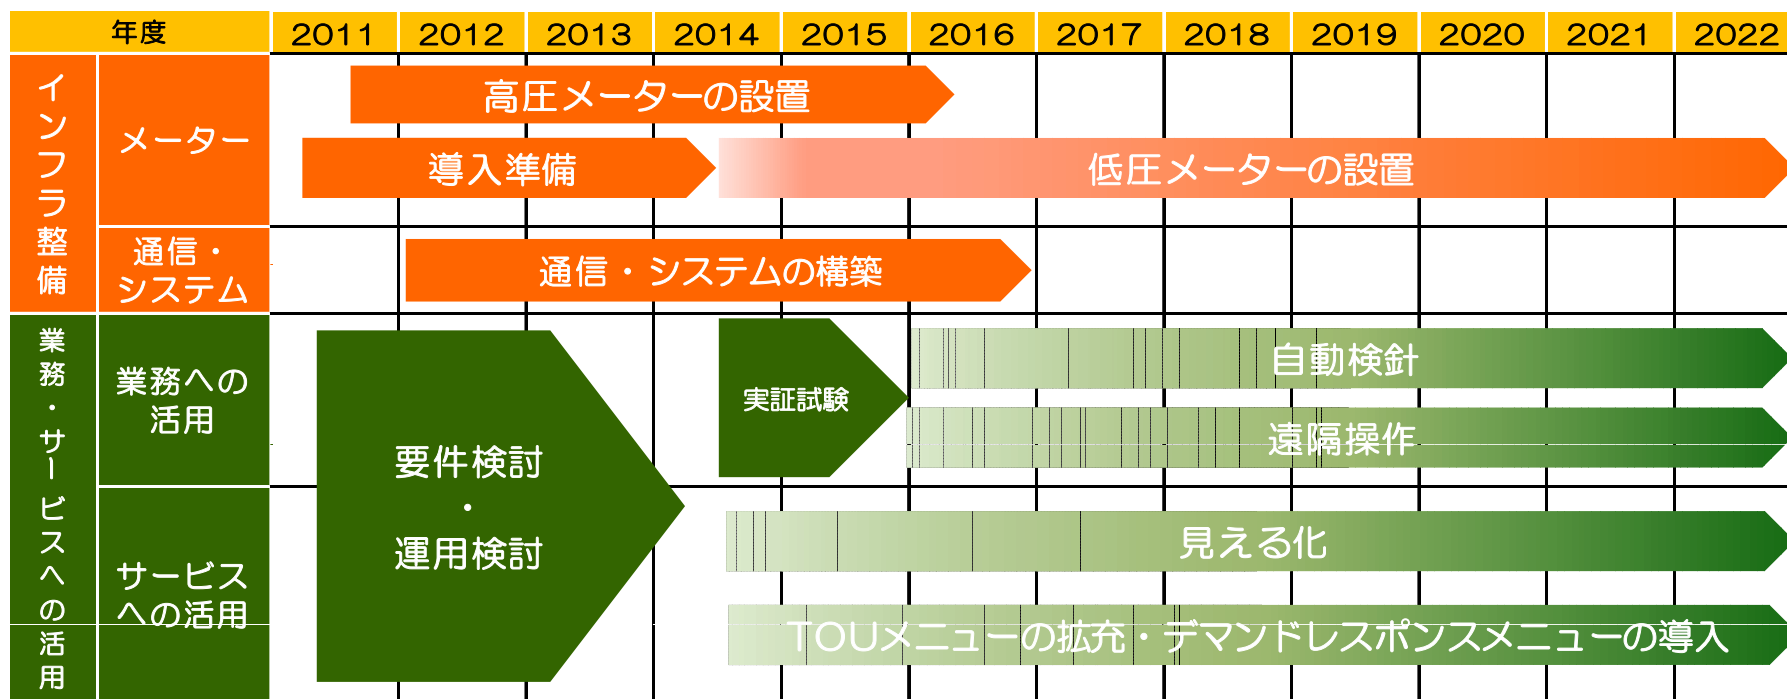 年度 2011 2012 2013 2014 2015 2016 2017 2018 2019 2020 2021 2022
インフラ整備
メーター
高圧メーターの設置
導入準備
低圧メーターの設置
通信・
システム
通信・システムの構築
業務・サービスへの活用
業務への
活用
要件検討
・
運用検討
実証試験
自動検針
遠隔操作
サービス
への活用
見える化
TOUメニューの拡充・デマンドレスポンスメニューの導入